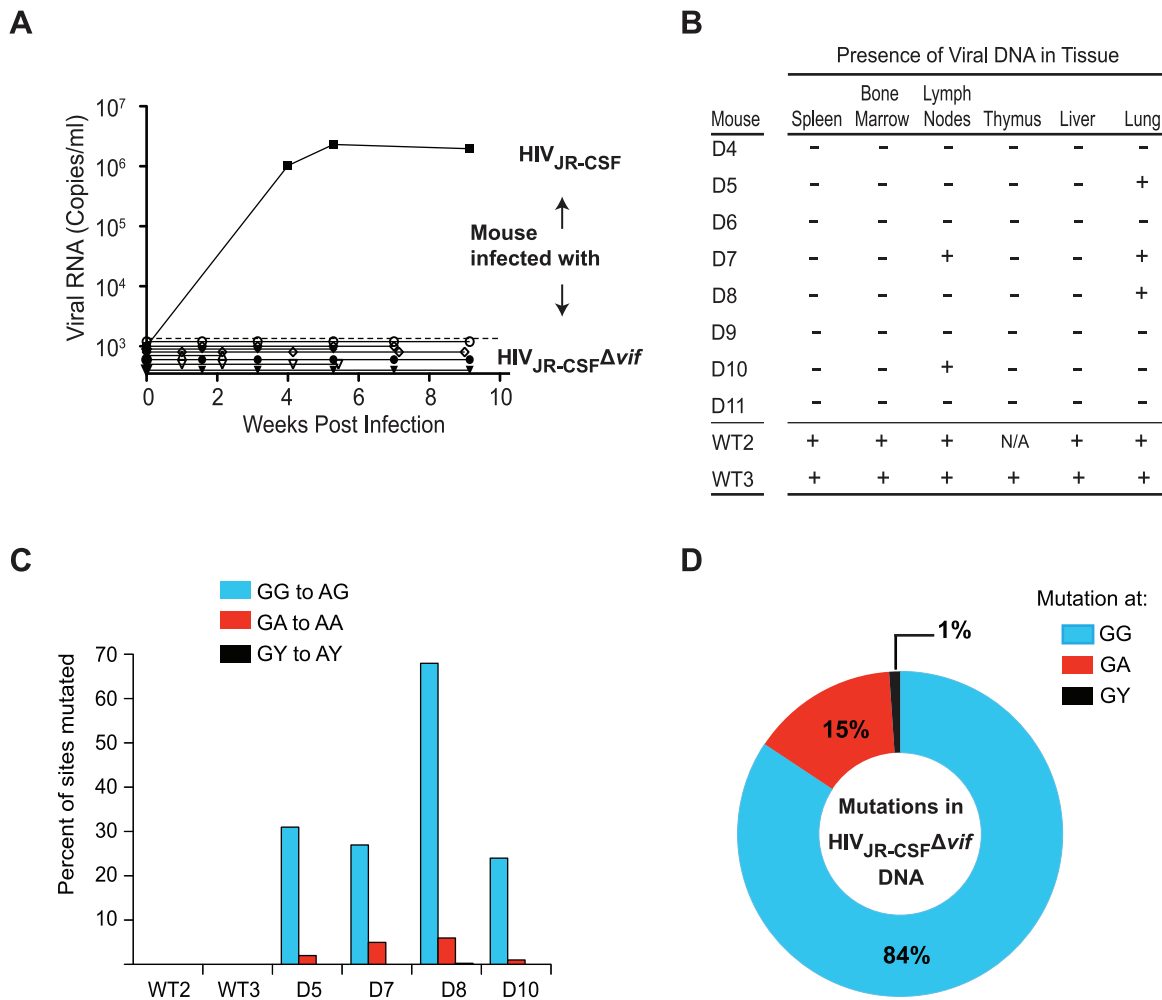 A
Viral RNA (Copies/ml)
10⁷
10⁶
10⁵
10⁴
10³
0 2 4 6 8 10
Weeks Post Infection
HIV_JR-CSF
Mouse
infected with
HIV_JR-CSFΔvif
B
Presence of Viral DNA in Tissue
Mouse Spleen Bone Marrow Lymph Nodes Thymus Liver Lung
D4 – – – – – –
D5 – – – – – +
D6 – – – – – –
D7 – – + – – +
D8 – – – – – +
D9 – – – – – –
D10 – – + – – –
D11 – – – – – –
WT2 + + + N/A + +
WT3 + + + + + +
C
GG to AG
GA to AA
GY to AY
Percent of sites mutated
70
60
50
40
30
20
10
WT2 WT3 D5 D7 D8 D10
D
Mutation at:
GG
GA
GY
1%
15%
84%
Mutations in
HIV_JR-CSFΔvif
DNA